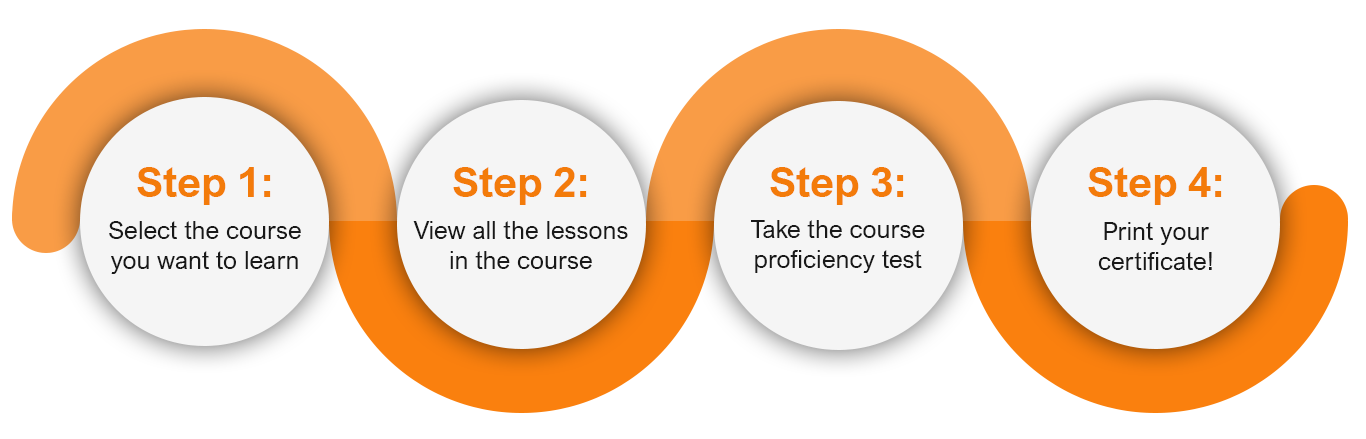 Step 1:
Select the course
you want to learn
Step 2:
View all the lessons
in the course
Step 3:
Take the course
proficiency test
Step 4:
Print your
certificate!